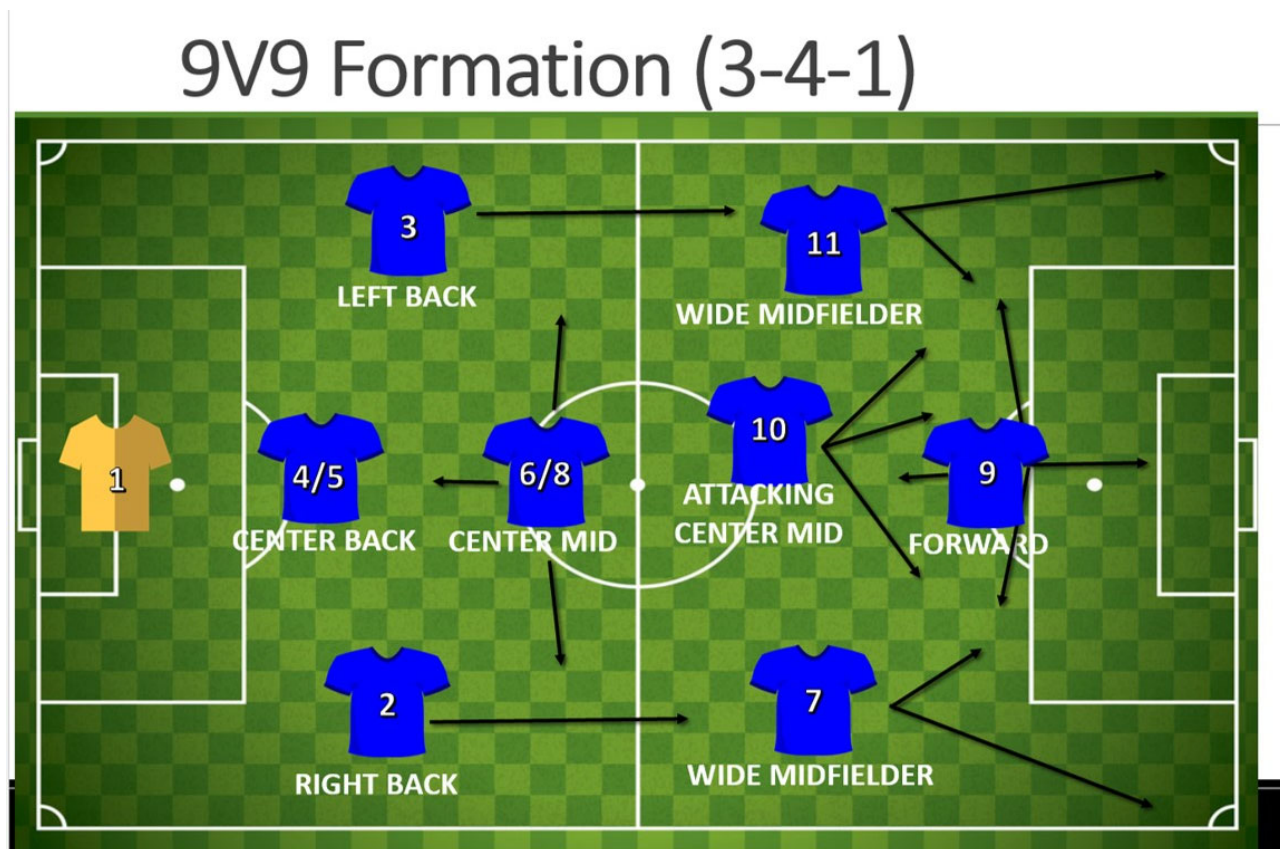 9V9 Formation (3-4-1)
3
LEFT BACK
11
WIDE MIDFIELDER
1
4/5
CENTER BACK
6/8
CENTER MID
10
ATTACKING
CENTER MID
9
FORWARD
2
RIGHT BACK
7
WIDE MIDFIELDER